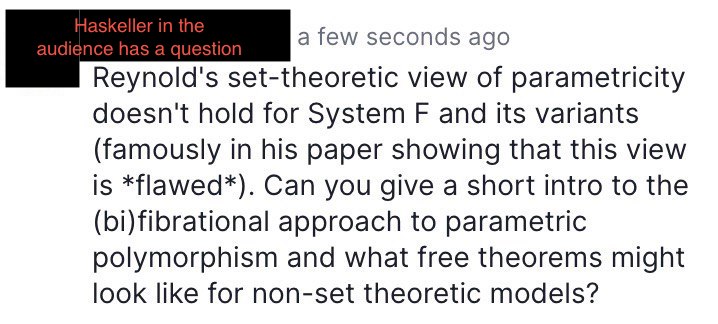 Haskeller in the
audience has a question
a few seconds ago
Reynold's set-theoretic view of parametricity
doesn't hold for System F and its variants
(famously in his paper showing that this view
is *flawed*). Can you give a short intro to the
(bi)fibrational approach to parametric
polymorphism and what free theorems might
look like for non-set theoretic models?